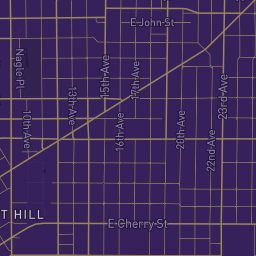 E John St
Nagle Pl
15th Ave
17th Ave
23rd Ave
13th Ave
10th Ave
16th Ave
20th Ave
22nd Ave
T HILL
E Cherry St